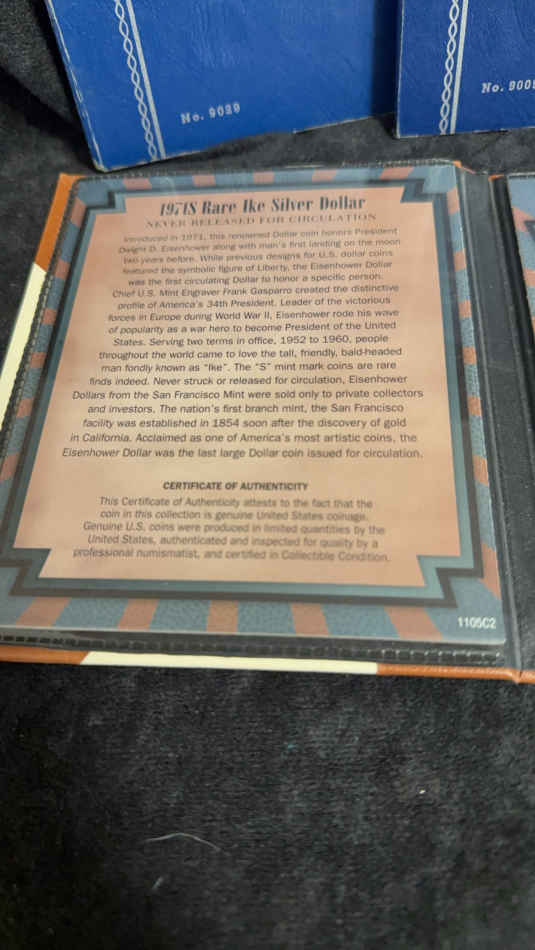 No. 9029
No. 9009
1971S Rare Ike Silver Dollar
NEVER RELEASED FOR CIRCULATION
Introduced in 1971, this renowned Dollar coin honors President
Dwight D. Eisenhower along with man's first landing on the moon
two years before. While previous designs for U.S. dollar coins
featured the symbolic figure of Liberty, the Eisenhower Dollar
was the first circulating Dollar to honor a specific person.
Chief U.S. Mint Engraver Frank Gasparro created the distinctive
profile of America's 34th President. Leader of the victorious
forces in Europe during World War II, Eisenhower rode his wave
of popularity as a war hero to become President of the United
States. Serving two terms in office, 1952 to 1960, people
throughout the world came to love the tall, friendly, bald-headed
man fondly known as "Ike". The "S" mint mark coins are rare
finds indeed. Never struck or released for circulation, Eisenhower
Dollars from the San Francisco Mint were sold only to private collectors
and investors. The nation's first branch mint, the San Francisco
facility was established in 1854 soon after the discovery of gold
in California. Acclaimed as one of America's most artistic coins, the
Eisenhower Dollar was the last large Dollar coin issued for circulation.
CERTIFICATE OF AUTHENTICITY
This Certificate of Authenticity attests to the fact that the
coin in this collection is genuine United States coinage.
Genuine U.S. coins were produced in limited quantities by the
United States, authenticated and inspected for quality by a
professional numismatist, and certified in Collectible Condition.
1105C2